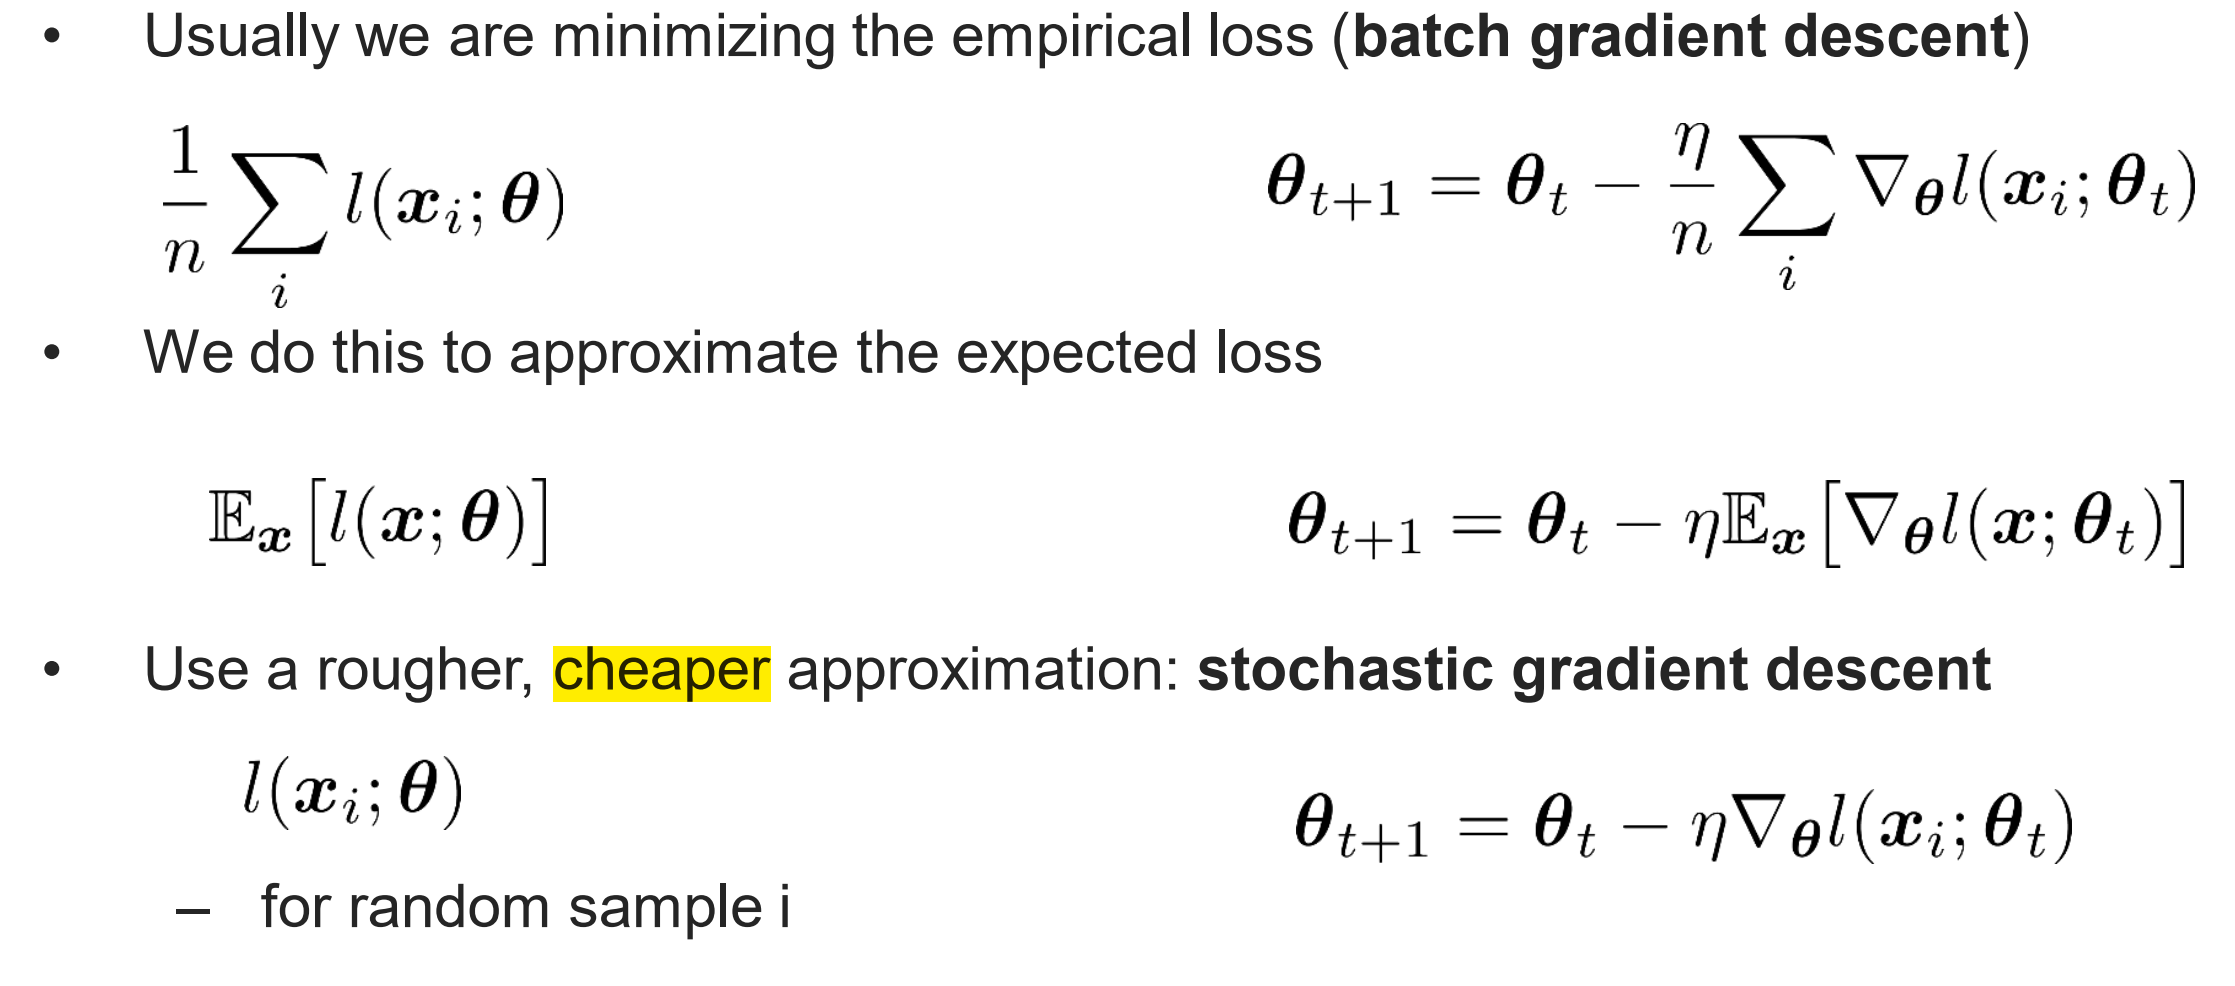 • Usually we are minimizing the empirical loss (batch gradient descent)
$\frac{1}{n} \sum_i l(\boldsymbol{x}_i; \boldsymbol{\theta})$ $\boldsymbol{\theta}_{t+1} = \boldsymbol{\theta}_t - \frac{\eta}{n} \sum_i \nabla_{\boldsymbol{\theta}} l(\boldsymbol{x}_i; \boldsymbol{\theta}_t)$
• We do this to approximate the expected loss
$\mathbb{E}_{\boldsymbol{x}} [l(\boldsymbol{x}; \boldsymbol{\theta})]$ $\boldsymbol{\theta}_{t+1} = \boldsymbol{\theta}_t - \eta \mathbb{E}_{\boldsymbol{x}} [\nabla_{\boldsymbol{\theta}} l(\boldsymbol{x}; \boldsymbol{\theta}_t)]$
• Use a rougher, cheaper approximation: stochastic gradient descent
$l(\boldsymbol{x}_i; \boldsymbol{\theta})$ $\boldsymbol{\theta}_{t+1} = \boldsymbol{\theta}_t - \eta \nabla_{\boldsymbol{\theta}} l(\boldsymbol{x}_i; \boldsymbol{\theta}_t)$
– for random sample i